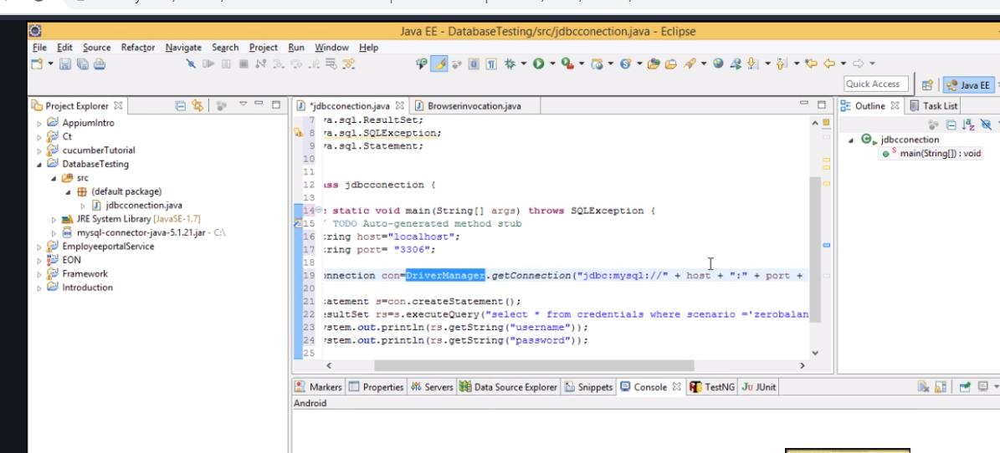 Java EE - DatabaseTesting/src/jdbcconection.java - Eclipse
File Edit Source Refactor Navigate Search Project Run Window Help
Quick Access
Java EE
Project Explorer
AppiumIntro
Ct
cucumberTutorial
DatabaseTesting
src
(default package)
jdbcconection.java
JRE System Library [JavaSE-1.7]
mysql-connector-java-5.1.21.jar - C:\
EmployeeportalService
EON
Framework
Introduction
*jdbcconection.java Browserinvocation.java
7 va.sql.ResultSet;
8 va.sql.SQLException;
9 va.sql.Statement;
10
11
12 ass jdbcconection {
13
14 : static void main(String[] args) throws SQLException {
15 / TODO Auto-generated method stub
16 tring host="localhost";
17 tring port= "3306";
18
19 onnection con=DriverManager.getConnection("jdbc:mysql://" + host + ":" + port +
20
21 tatement s=con.createStatement();
22 esultSet rs=s.executeQuery("select * from credentials where scenario ='zerobalan
23 ystem.out.println(rs.getString("username"));
24 ystem.out.println(rs.getString("password"));
25
Outline Task List
jdbcconection
main(String[]) : void
Markers Properties Servers Data Source Explorer Snippets Console TestNG JUnit
Android